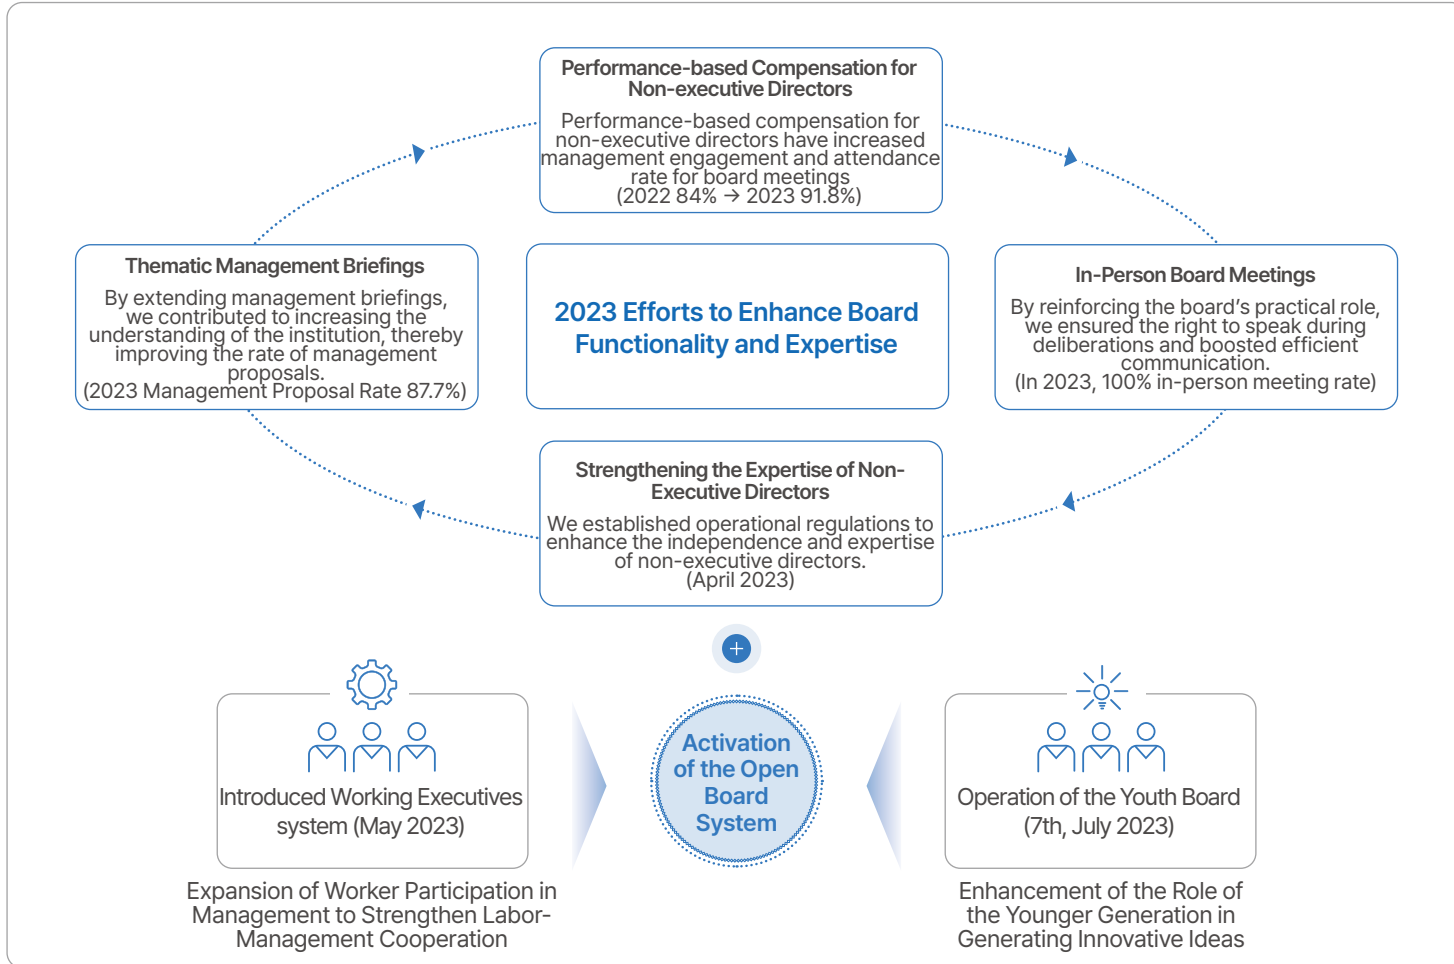 Performance-based Compensation for
Non-executive Directors
Performance-based compensation for
non-executive directors have increased
management engagement and attendance
rate for board meetings
(2022 84% → 2023 91.8%)
Thematic Management Briefings
By extending management briefings,
we contributed to increasing the
understanding of the institution, thereby
improving the rate of management
proposals.
(2023 Management Proposal Rate 87.7%)
2023 Efforts to Enhance Board
Functionality and Expertise
In-Person Board Meetings
By reinforcing the board’s practical role,
we ensured the right to speak during
deliberations and boosted efficient
communication.
(In 2023, 100% in-person meeting rate)
Strengthening the Expertise of Non-
Executive Directors
We established operational regulations to
enhance the independence and expertise
of non-executive directors.
(April 2023)
+
Introduced Working Executives
system (May 2023)
Expansion of Worker Participation in
Management to Strengthen Labor-
Management Cooperation
Activation
of the Open
Board
System
Operation of the Youth Board
(7th, July 2023)
Enhancement of the Role of
the Younger Generation in
Generating Innovative Ideas